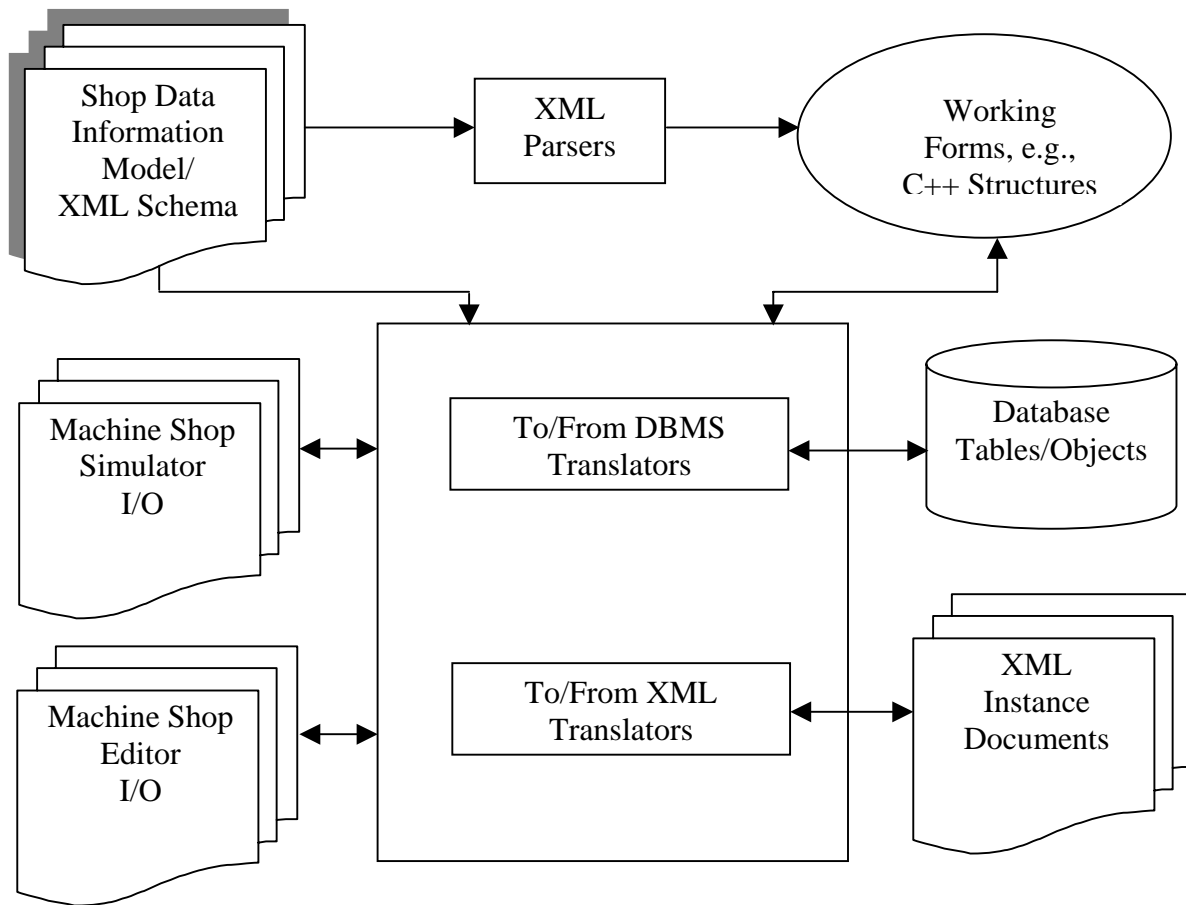 Shop Data
Information
Model/
XML Schema
XML
Parsers
Working
Forms, e.g.,
C++ Structures
Machine Shop
Simulator
I/O
To/From DBMS
Translators
Database
Tables/Objects
Machine Shop
Editor
I/O
To/From XML
Translators
XML
Instance
Documents